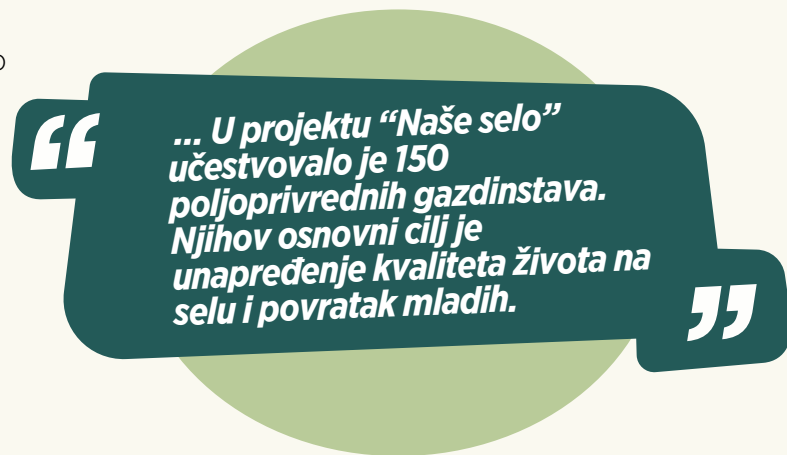 ... U projektu “Naše selo”
učestvovalo je 150
poljoprivrednih gazdinstava.
Njihov osnovni cilj je
unapređenje kvaliteta života na
selu i povratak mladih.